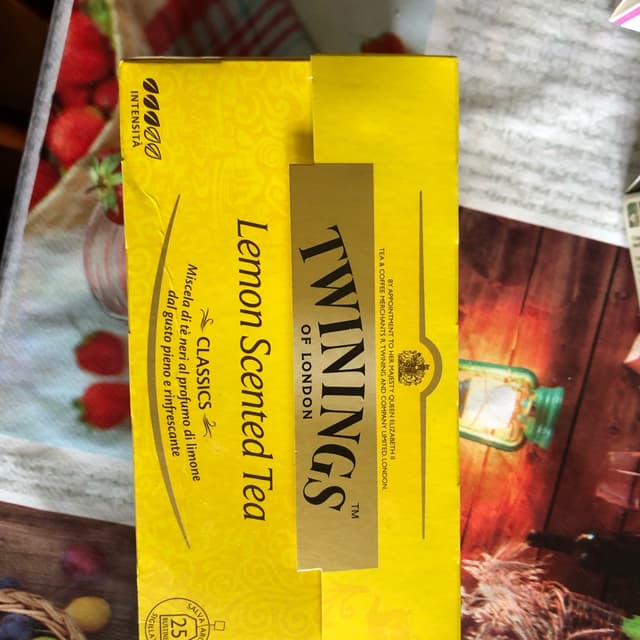 BY APPOINTMENT TO HER MAJESTY QUEEN ELIZABETH II
TEA & COFFEE MERCHANTS R. TWINING AND COMPANY LIMITED, LONDON.
TWININGS™
OF LONDON
Lemon Scented Tea
CLASSICS
Miscela di tè neri al profumo di limone
dal gusto pieno e rinfrescante
INTENSITÀ
25